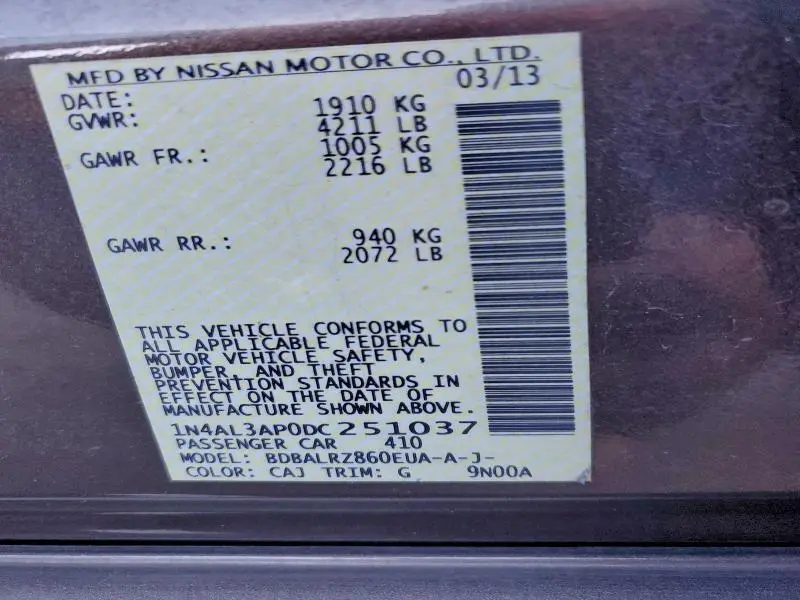 MFD BY NISSAN MOTOR CO., LTD.
DATE: 03/13
GVWR: 1910 KG
4211 LB
GAWR FR.: 1005 KG
2216 LB
GAWR RR.: 940 KG
2072 LB
THIS VEHICLE CONFORMS TO
ALL APPLICABLE FEDERAL
MOTOR VEHICLE SAFETY,
BUMPER, AND THEFT
PREVENTION STANDARDS IN
EFFECT ON THE DATE OF
MANUFACTURE SHOWN ABOVE.
1N4AL3AP0DC251037
PASSENGER CAR 410
MODEL: BDBALRZ860EUA-A-J-
COLOR: CAJ TRIM: G 9N00A